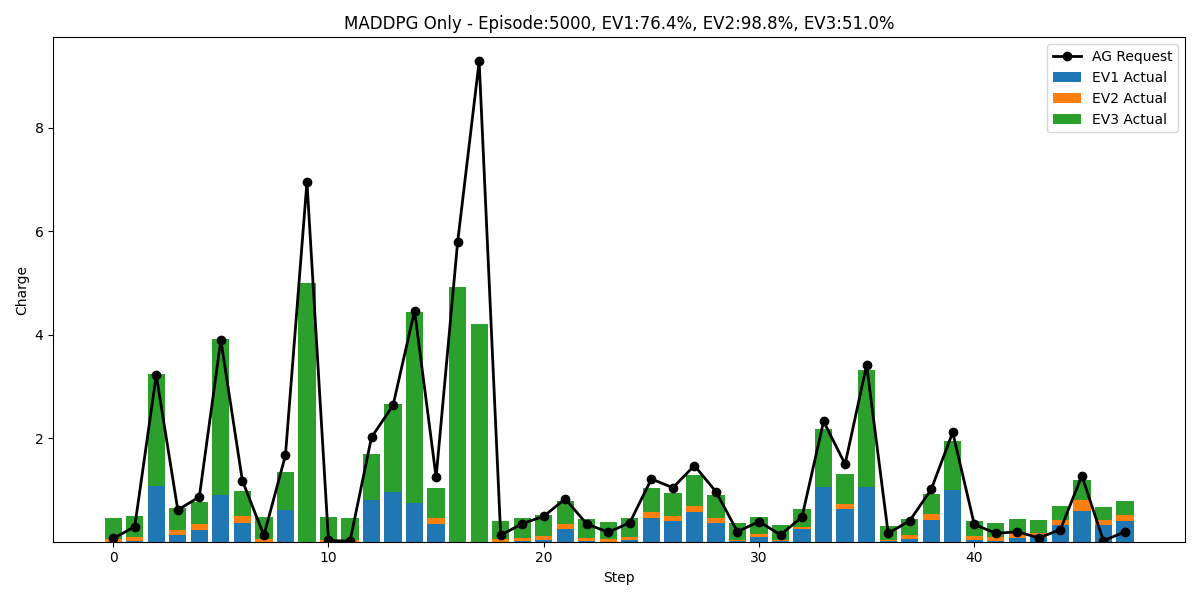 MADDPG Only - Episode:5000, EV1:76.4%, EV2:98.8%, EV3:51.0%
AG Request
EV1 Actual
EV2 Actual
EV3 Actual
Charge
8
6
4
2
0
10
20
30
40
Step